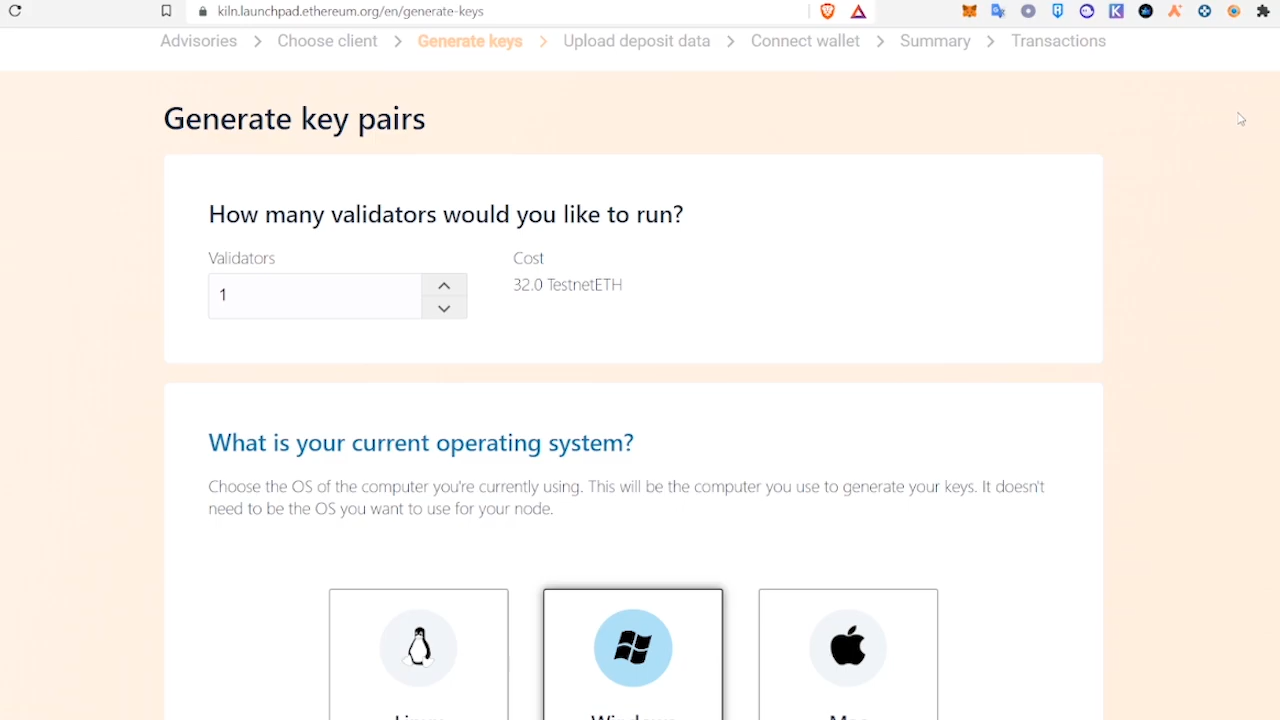 kiln.launchpad.ethereum.org/en/generate-keys
Advisories > Choose client > Generate keys > Upload deposit data > Connect wallet > Summary > Transactions
Generate key pairs
How many validators would you like to run?
Validators
Cost
1
32.0 TestnetETH
What is your current operating system?
Choose the OS of the computer you're currently using. This will be the computer you use to generate your keys. It doesn't
need to be the OS you want to use for your node.
Linux
Windows
Mac